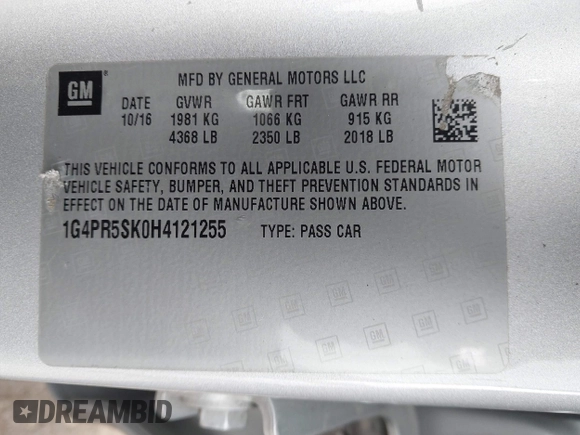 GM
MFD BY GENERAL MOTORS LLC
DATE GVWR GAWR FRT GAWR RR
10/16 1981 KG 1066 KG 915 KG
4368 LB 2350 LB 2018 LB
THIS VEHICLE CONFORMS TO ALL APPLICABLE U.S. FEDERAL MOTOR
VEHICLE SAFETY, BUMPER, AND THEFT PREVENTION STANDARDS IN
EFFECT ON THE DATE OF MANUFACTURE SHOWN ABOVE.
1G4PR5SK0H4121255 TYPE: PASS CAR
DREAMBID